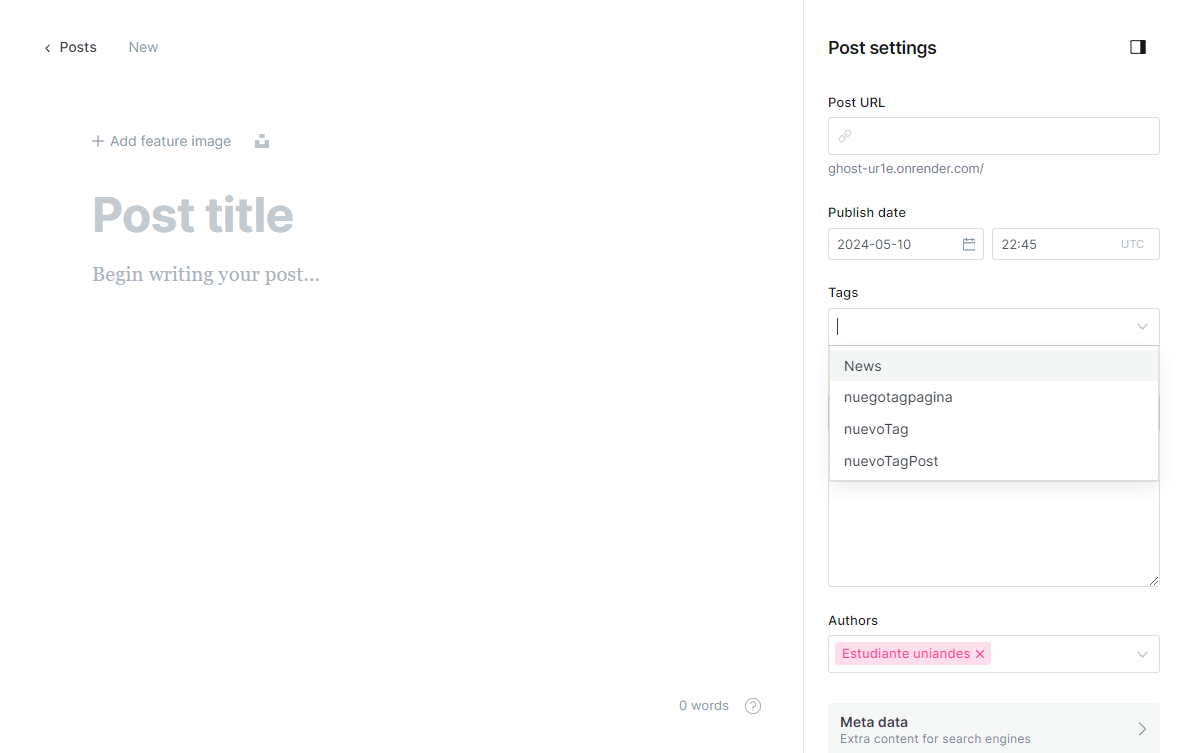 Posts New
Add feature image
Post title
Begin writing your post...
0 words
Post settings
Post URL
ghost-ur1e.onrender.com/
Publish date
2024-05-10 22:45 UTC
Tags
News
nuegotagpagina
nuevoTag
nuevoTagPost
Authors
Estudiante uniandes
Meta data
Extra content for search engines